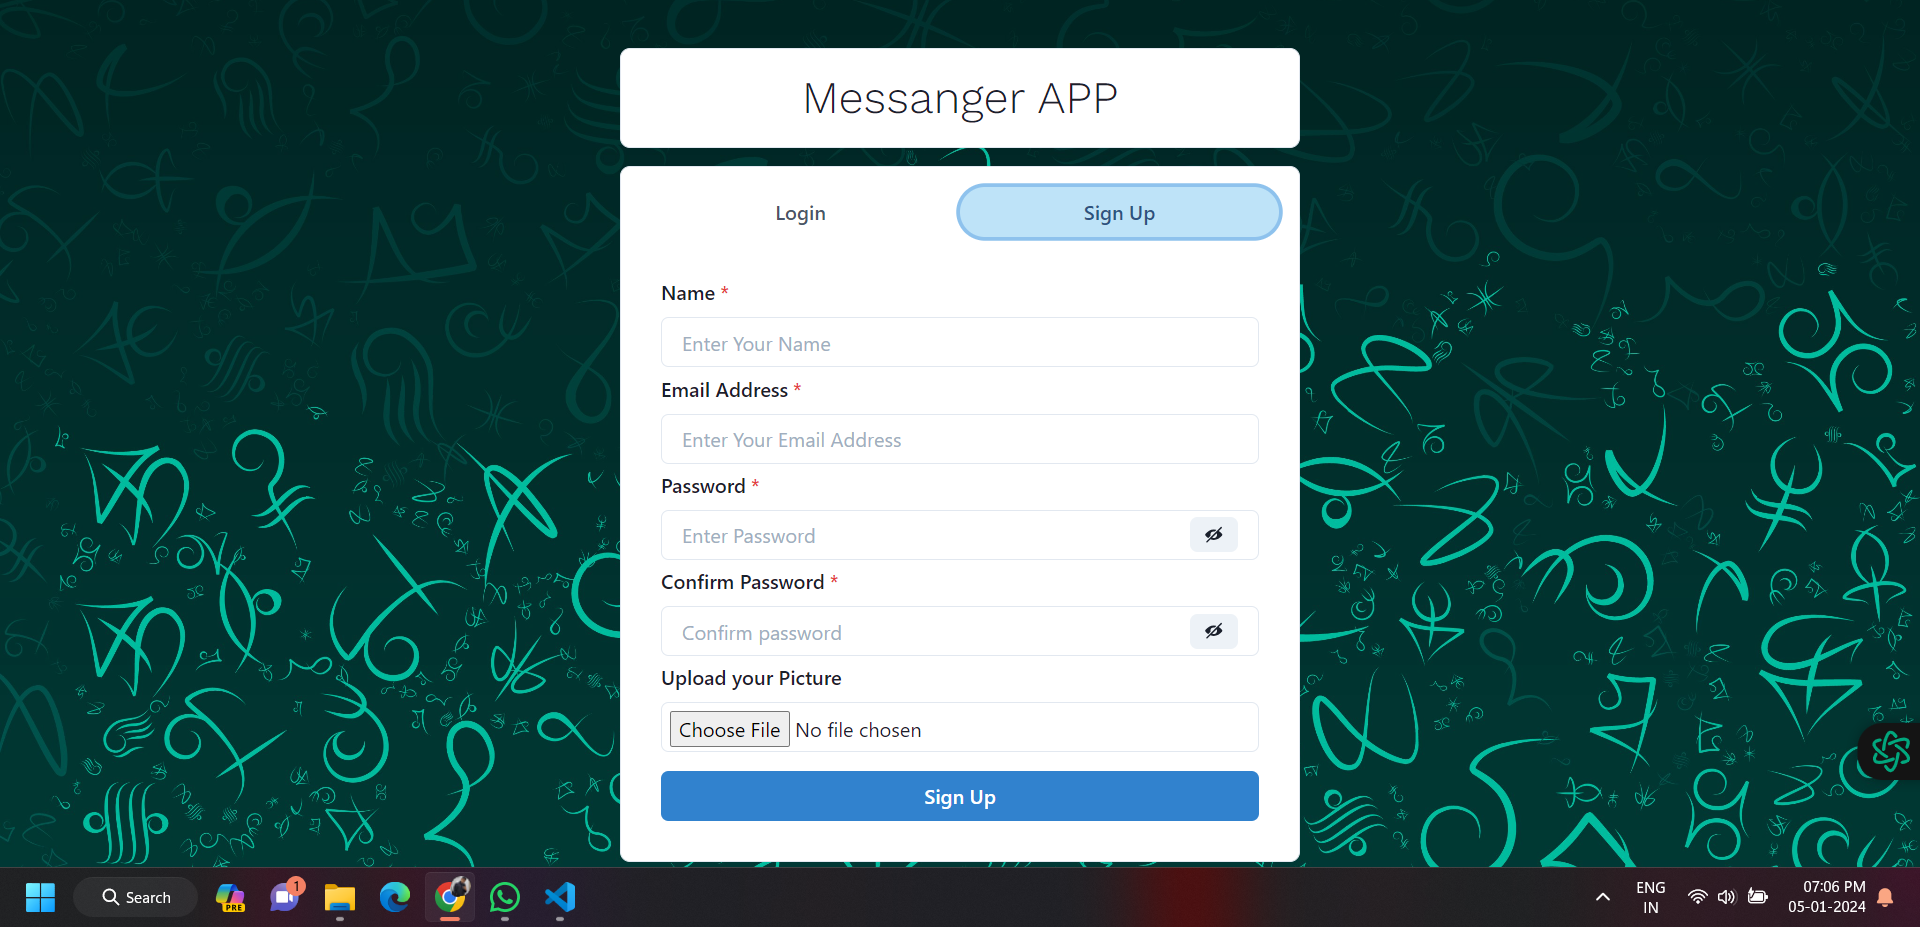 Messanger APP
Login
Sign Up
Name *
Enter Your Name
Email Address *
Enter Your Email Address
Password *
Enter Password
Confirm Password *
Confirm password
Upload your Picture
Choose File No file chosen
Sign Up
Search
PRE
1
ENG
IN
07:06 PM
05-01-2024